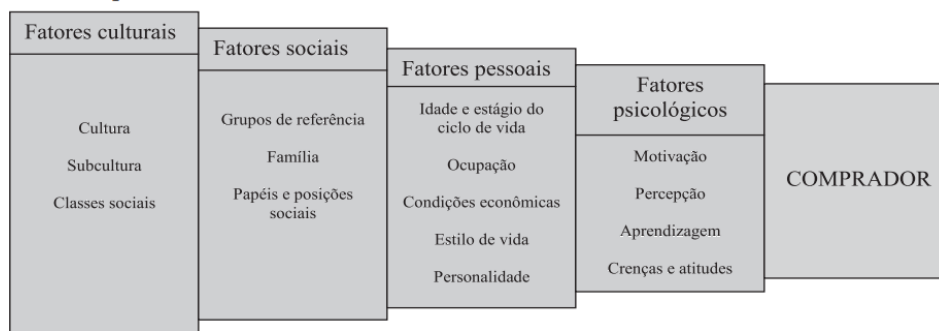 Fatores culturais
Cultura
Subcultura
Classes sociais
Fatores sociais
Grupos de referência
Família
Papéis e posições
sociais
Fatores pessoais
Idade e estágio do
ciclo de vida
Ocupação
Condições econômicas
Estilo de vida
Personalidade
Fatores
psicológicos
Motivação
Percepção
Aprendizagem
Crenças e atitudes
COMPRADOR